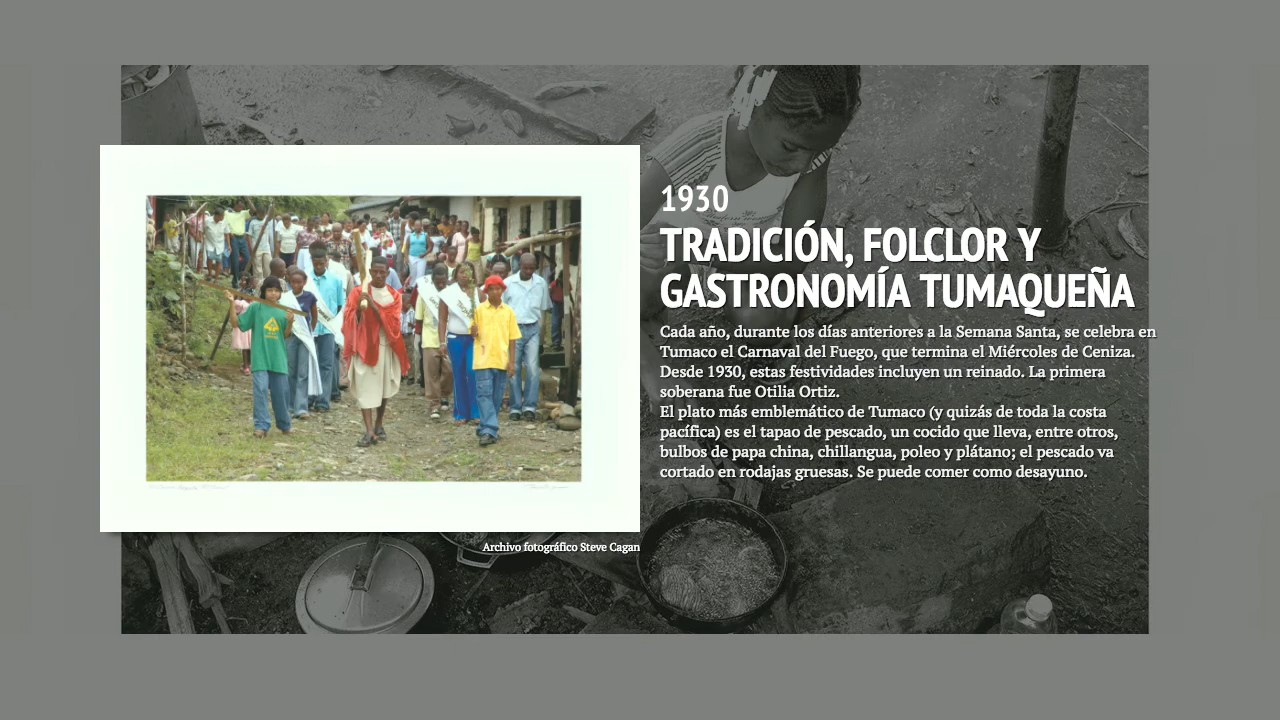 1930
TRADICIÓN, FOLCLOR Y
GASTRONOMÍA TUMAQUEÑA
Cada año, durante los días anteriores a la Semana Santa, se celebra en
Tumaco el Carnaval del Fuego, que termina el Miércoles de Ceniza.
Desde 1930, estas festividades incluyen un reinado. La primera
soberana fue Otilia Ortiz.
El plato más emblemático de Tumaco (y quizás de toda la costa
pacífica) es el tapao de pescado, un cocido que lleva, entre otros,
bulbos de papa china, chillangua, poleo y plátano; el pescado va
cortado en rodajas gruesas. Se puede comer como desayuno.
Archivo fotográfico Steve Cagan